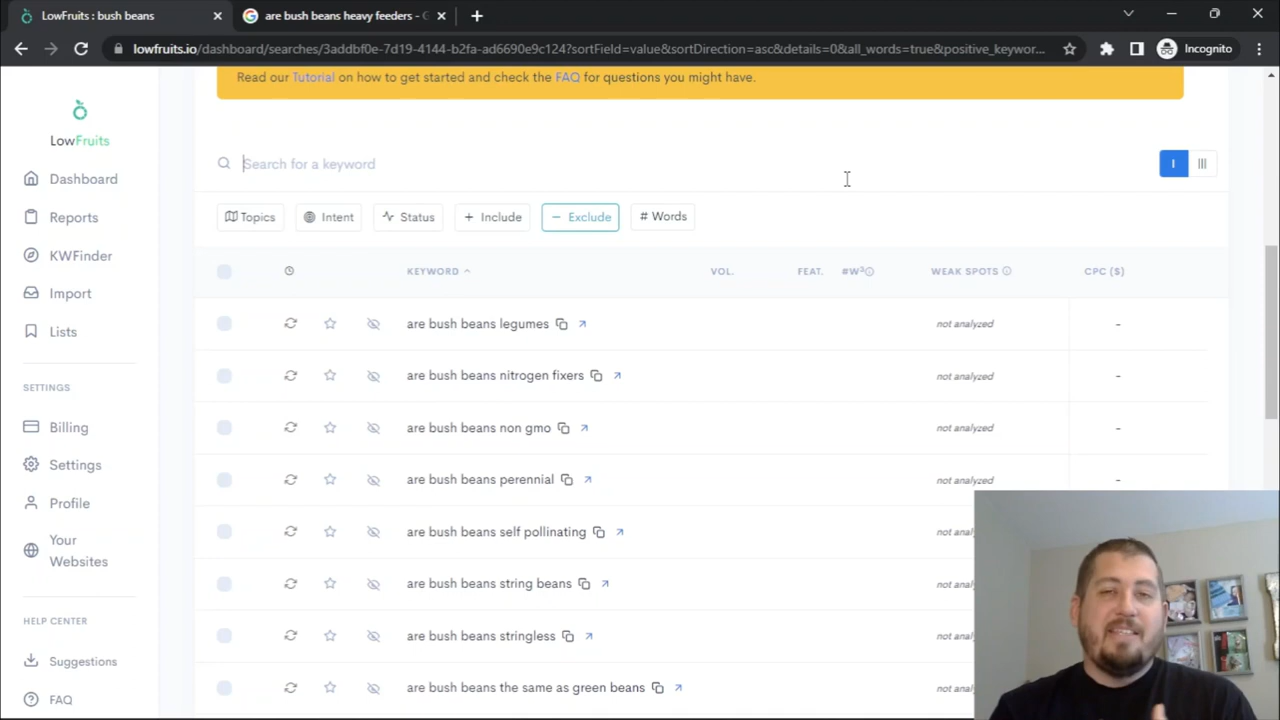 LowFruits : bush beans
are bush beans heavy feeders - G
Incognito
lowfruits.io/dashboard/searches/3addbf0e-7d19-4144-b2fa-ad6690e9c124?sortField=value&sortDirection=asc&details=0&all_words=true&positive_keywor...
Read our Tutorial on how to get started and check the FAQ for questions you might have.
LowFruits
Dashboard
Reports
KWFinder
Import
Lists
SETTINGS
Billing
Settings
Profile
Your
Websites
HELP CENTER
Suggestions
FAQ
Search for a keyword
Topics
Intent
Status
+ Include
− Exclude
# Words
KEYWORD
VOL.
FEAT.
#W³
WEAK SPOTS
CPC ($)
are bush beans legumes not analyzed -
are bush beans nitrogen fixers not analyzed -
are bush beans non gmo not analyzed -
are bush beans perennial not analyzed -
are bush beans self pollinating not
are bush beans string beans not
are bush beans stringless not
are bush beans the same as green beans not